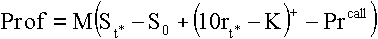 Prof = M(S_{t*} − S_0 + (10r_{t*} − K)^+ − Pr^{call})